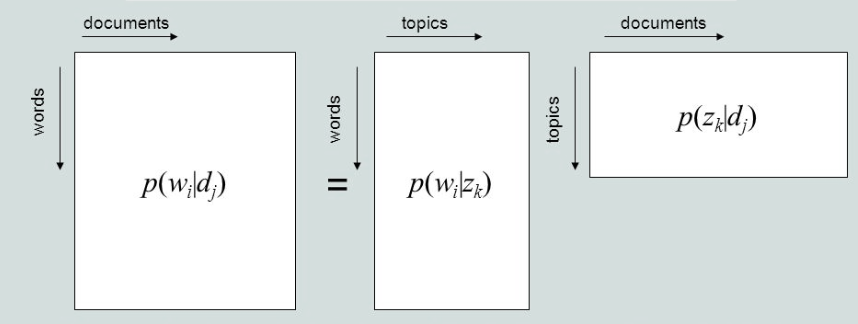 documents
topics
documents
words
words
topics
p(w_i|d_j)
=
p(w_i|z_k)
p(z_k|d_j)